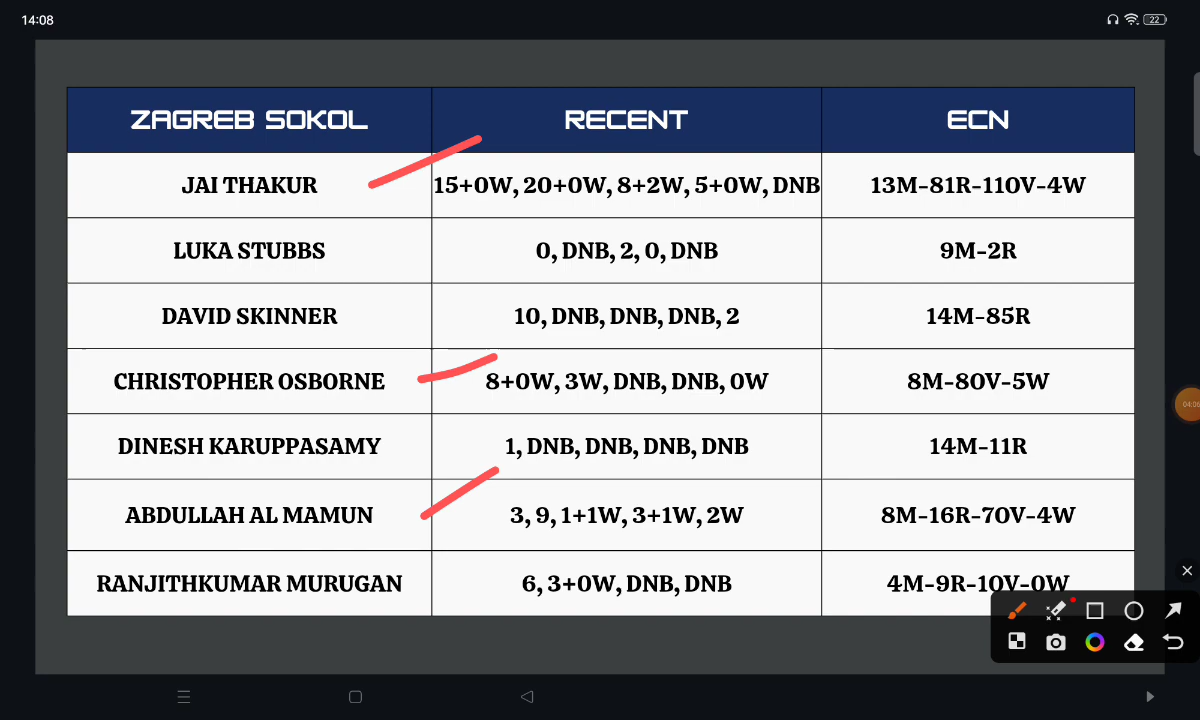 14:08
22
ZAGREB SOKOL RECENT ECN
JAI THAKUR 15+0W, 20+0W, 8+2W, 5+0W, DNB 13M-81R-11OV-4W
LUKA STUBBS 0, DNB, 2, 0, DNB 9M-2R
DAVID SKINNER 10, DNB, DNB, DNB, 2 14M-85R
CHRISTOPHER OSBORNE 8+0W, 3W, DNB, DNB, 0W 8M-8OV-5W
DINESH KARUPPASAMY 1, DNB, DNB, DNB, DNB 14M-11R
ABDULLAH AL MAMUN 3, 9, 1+1W, 3+1W, 2W 8M-16R-7OV-4W
RANJITHKUMAR MURUGAN 6, 3+0W, DNB, DNB 4M-9R-1OV-0W